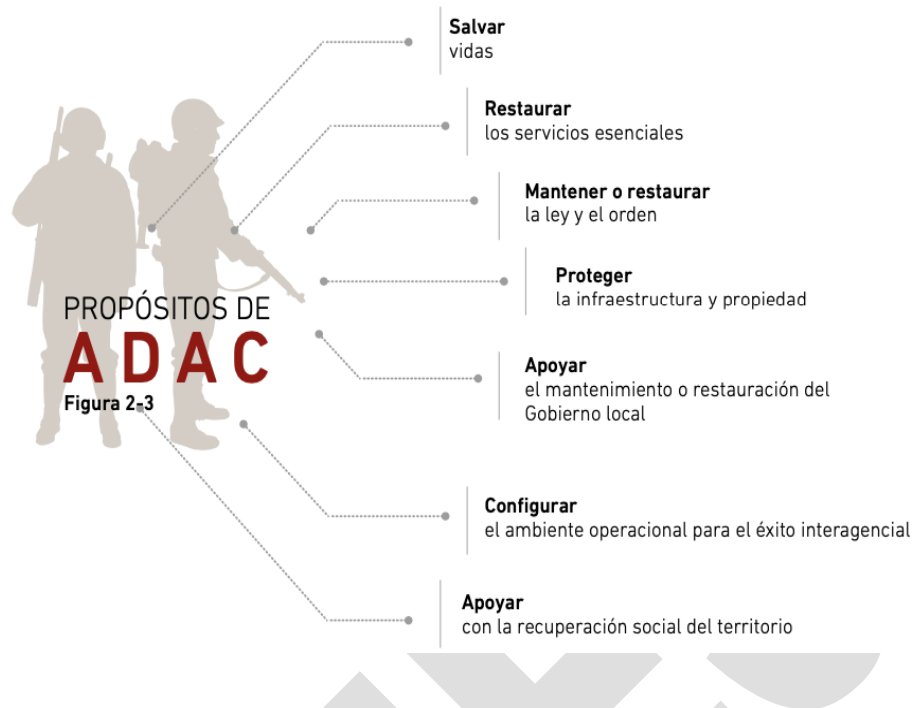 Salvar
vidas
Restaurar
los servicios esenciales
Mantener o restaurar
la ley y el orden
Proteger
la infraestructura y propiedad
PROPÓSITOS DE
ADAC
Figura 2-3
Apoyar
el mantenimiento o restauración del
Gobierno local
Configurar
el ambiente operacional para el éxito interagencial
Apoyar
con la recuperación social del territorio